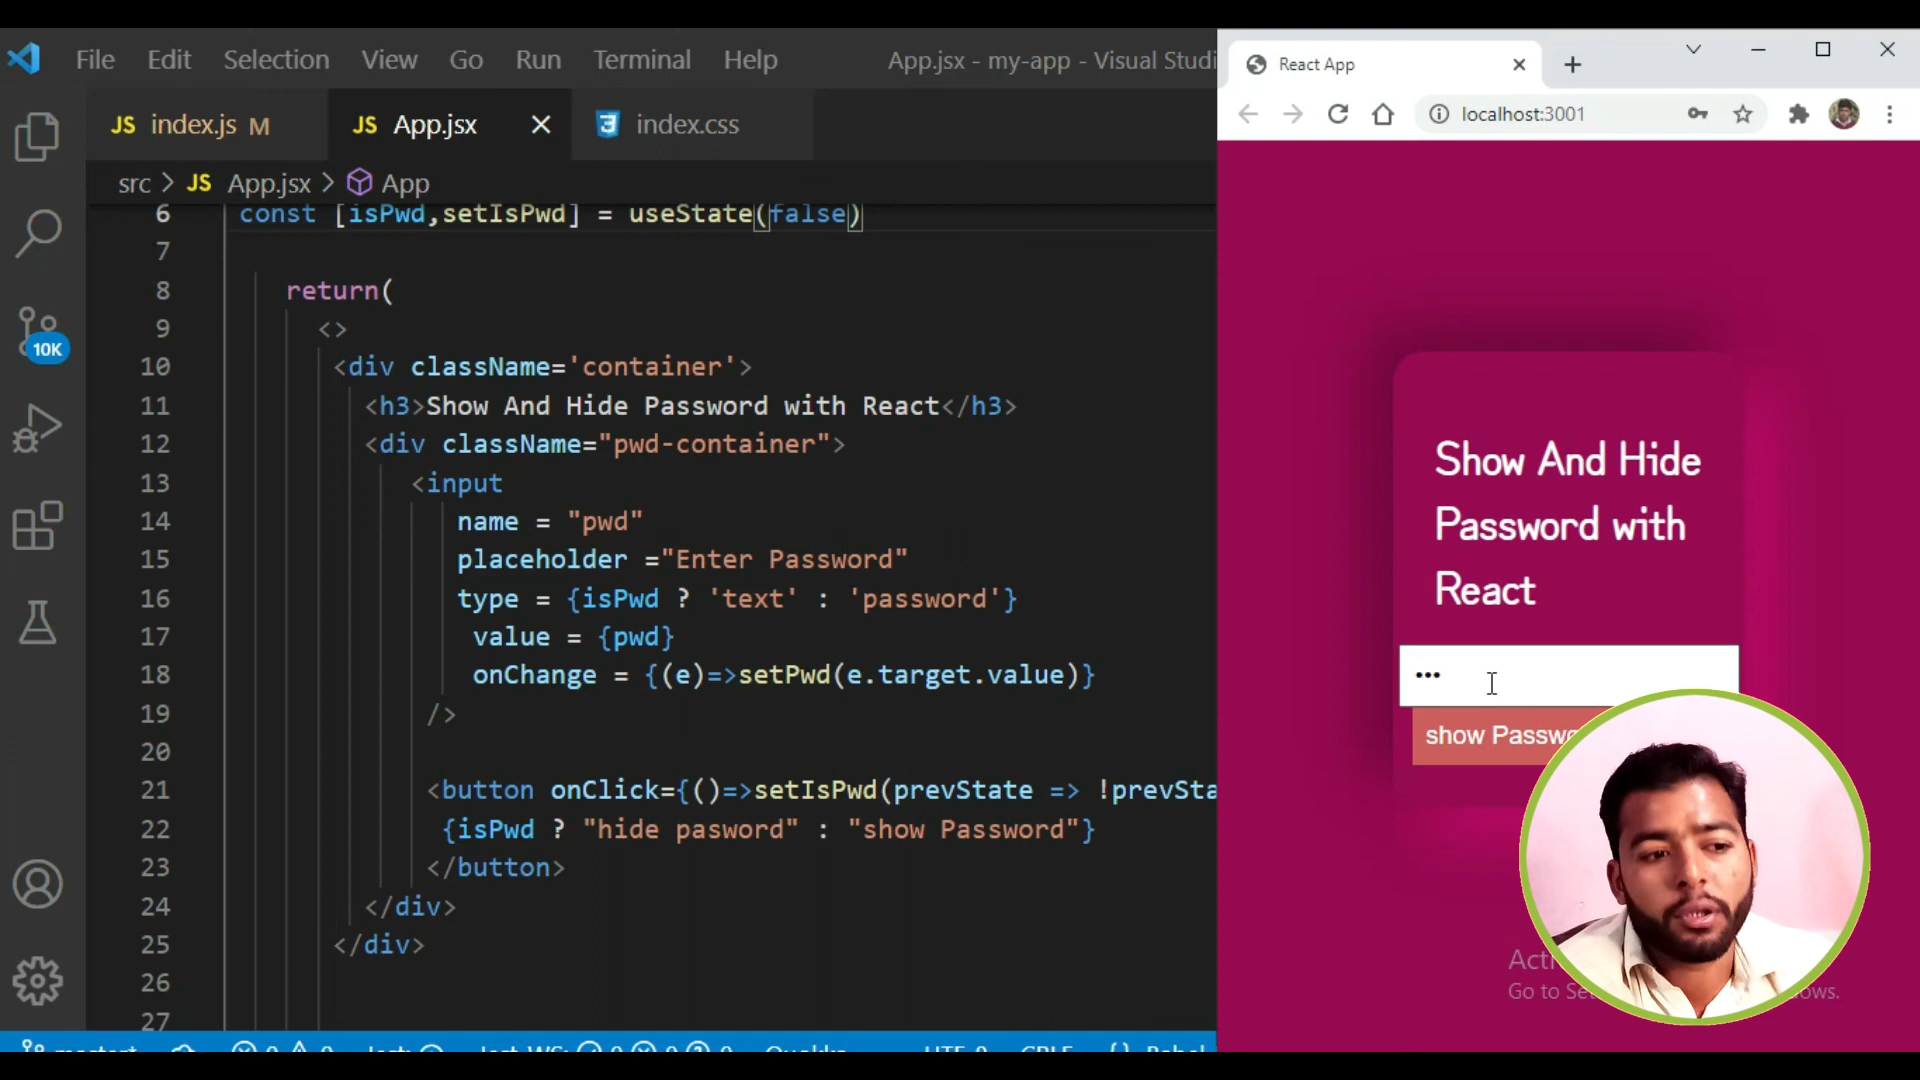 File Edit Selection View Go Run Terminal Help App.jsx - my-app - Visual Studi
JS index.js M JS App.jsx index.css
src > JS App.jsx > App
6 const [isPwd,setIsPwd] = useState(false)
7
8 return(
9 <>
10 <div className='container'>
11 <h3>Show And Hide Password with React</h3>
12 <div className="pwd-container">
13 <input
14 name = "pwd"
15 placeholder ="Enter Password"
16 type = {isPwd ? 'text' : 'password'}
17 value = {pwd}
18 onChange = {(e)=>setPwd(e.target.value)}
19 />
20
21 <button onClick={()=>setIsPwd(prevState => !prevSta
22 {isPwd ? "hide pasword" : "show Password"}
23 </button>
24 </div>
25 </div>
26
27
10K
React App
localhost:3001
Show And Hide
Password with
React
•••
show Passwo
Go to Se